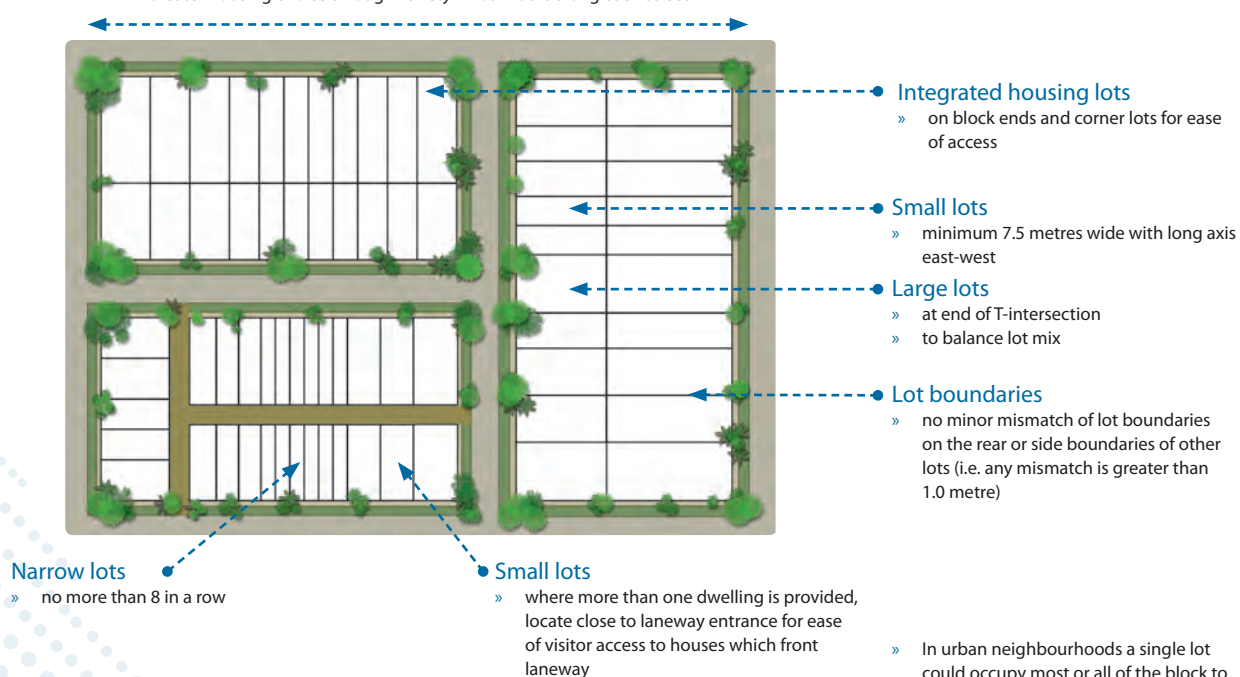 Integrated housing lots
» on block ends and corner lots for ease
of access
Small lots
» minimum 7.5 metres wide with long axis
east-west
Large lots
» at end of T-intersection
» to balance lot mix
Lot boundaries
» no minor mismatch of lot boundaries
on the rear or side boundaries of other
lots (i.e. any mismatch is greater than
1.0 metre)
Narrow lots
» no more than 8 in a row
Small lots
» where more than one dwelling is provided,
locate close to laneway entrance for ease
of visitor access to houses which front
laneway
» In urban neighbourhoods a single lot
could occupy most or all of the block to